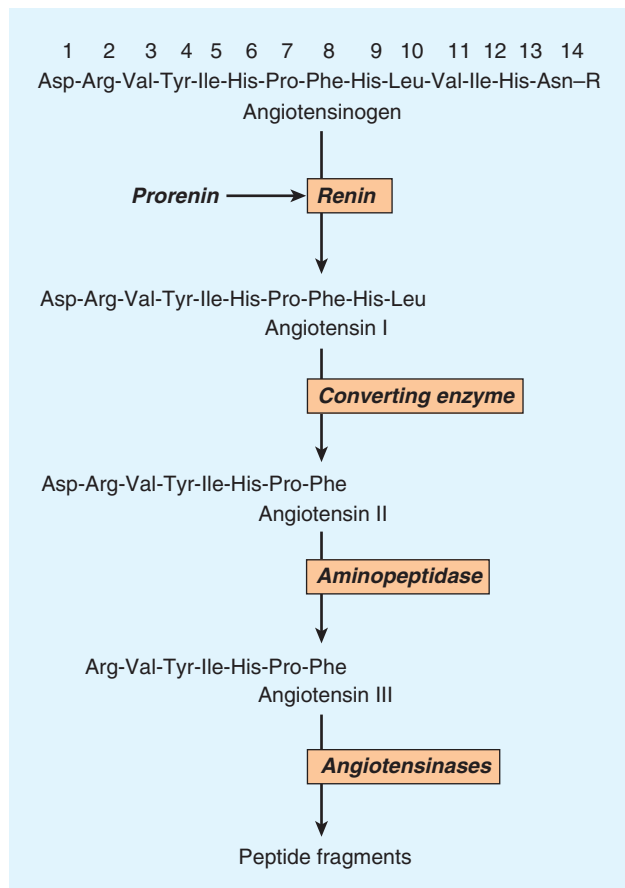 1 2 3 4 5 6 7 8 9 10 11 12 13 14
Asp-Arg-Val-Tyr-Ile-His-Pro-Phe-His-Leu-Val-Ile-His-Asn–R
Angiotensinogen
Prorenin
Renin
Asp-Arg-Val-Tyr-Ile-His-Pro-Phe-His-Leu
Angiotensin I
Converting enzyme
Asp-Arg-Val-Tyr-Ile-His-Pro-Phe
Angiotensin II
Aminopeptidase
Arg-Val-Tyr-Ile-His-Pro-Phe
Angiotensin III
Angiotensinases
Peptide fragments